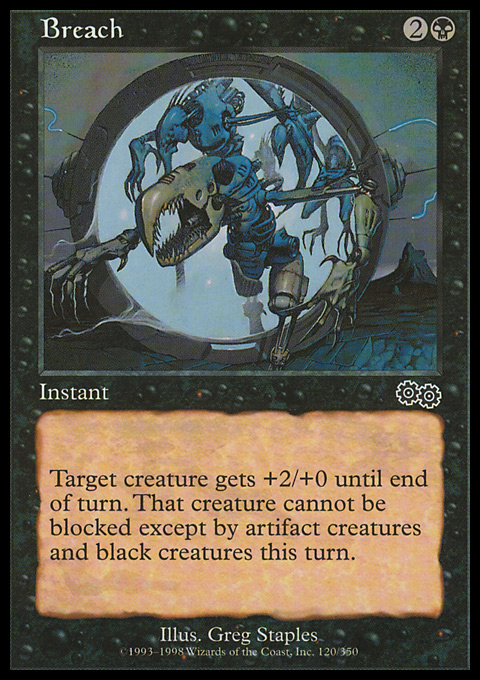 Breach 2
Instant
Target creature gets +2/+0 until end
of turn. That creature cannot be
blocked except by artifact creatures
and black creatures this turn.
Illus. Greg Staples
©1993–1998 Wizards of the Coast, Inc. 120/350